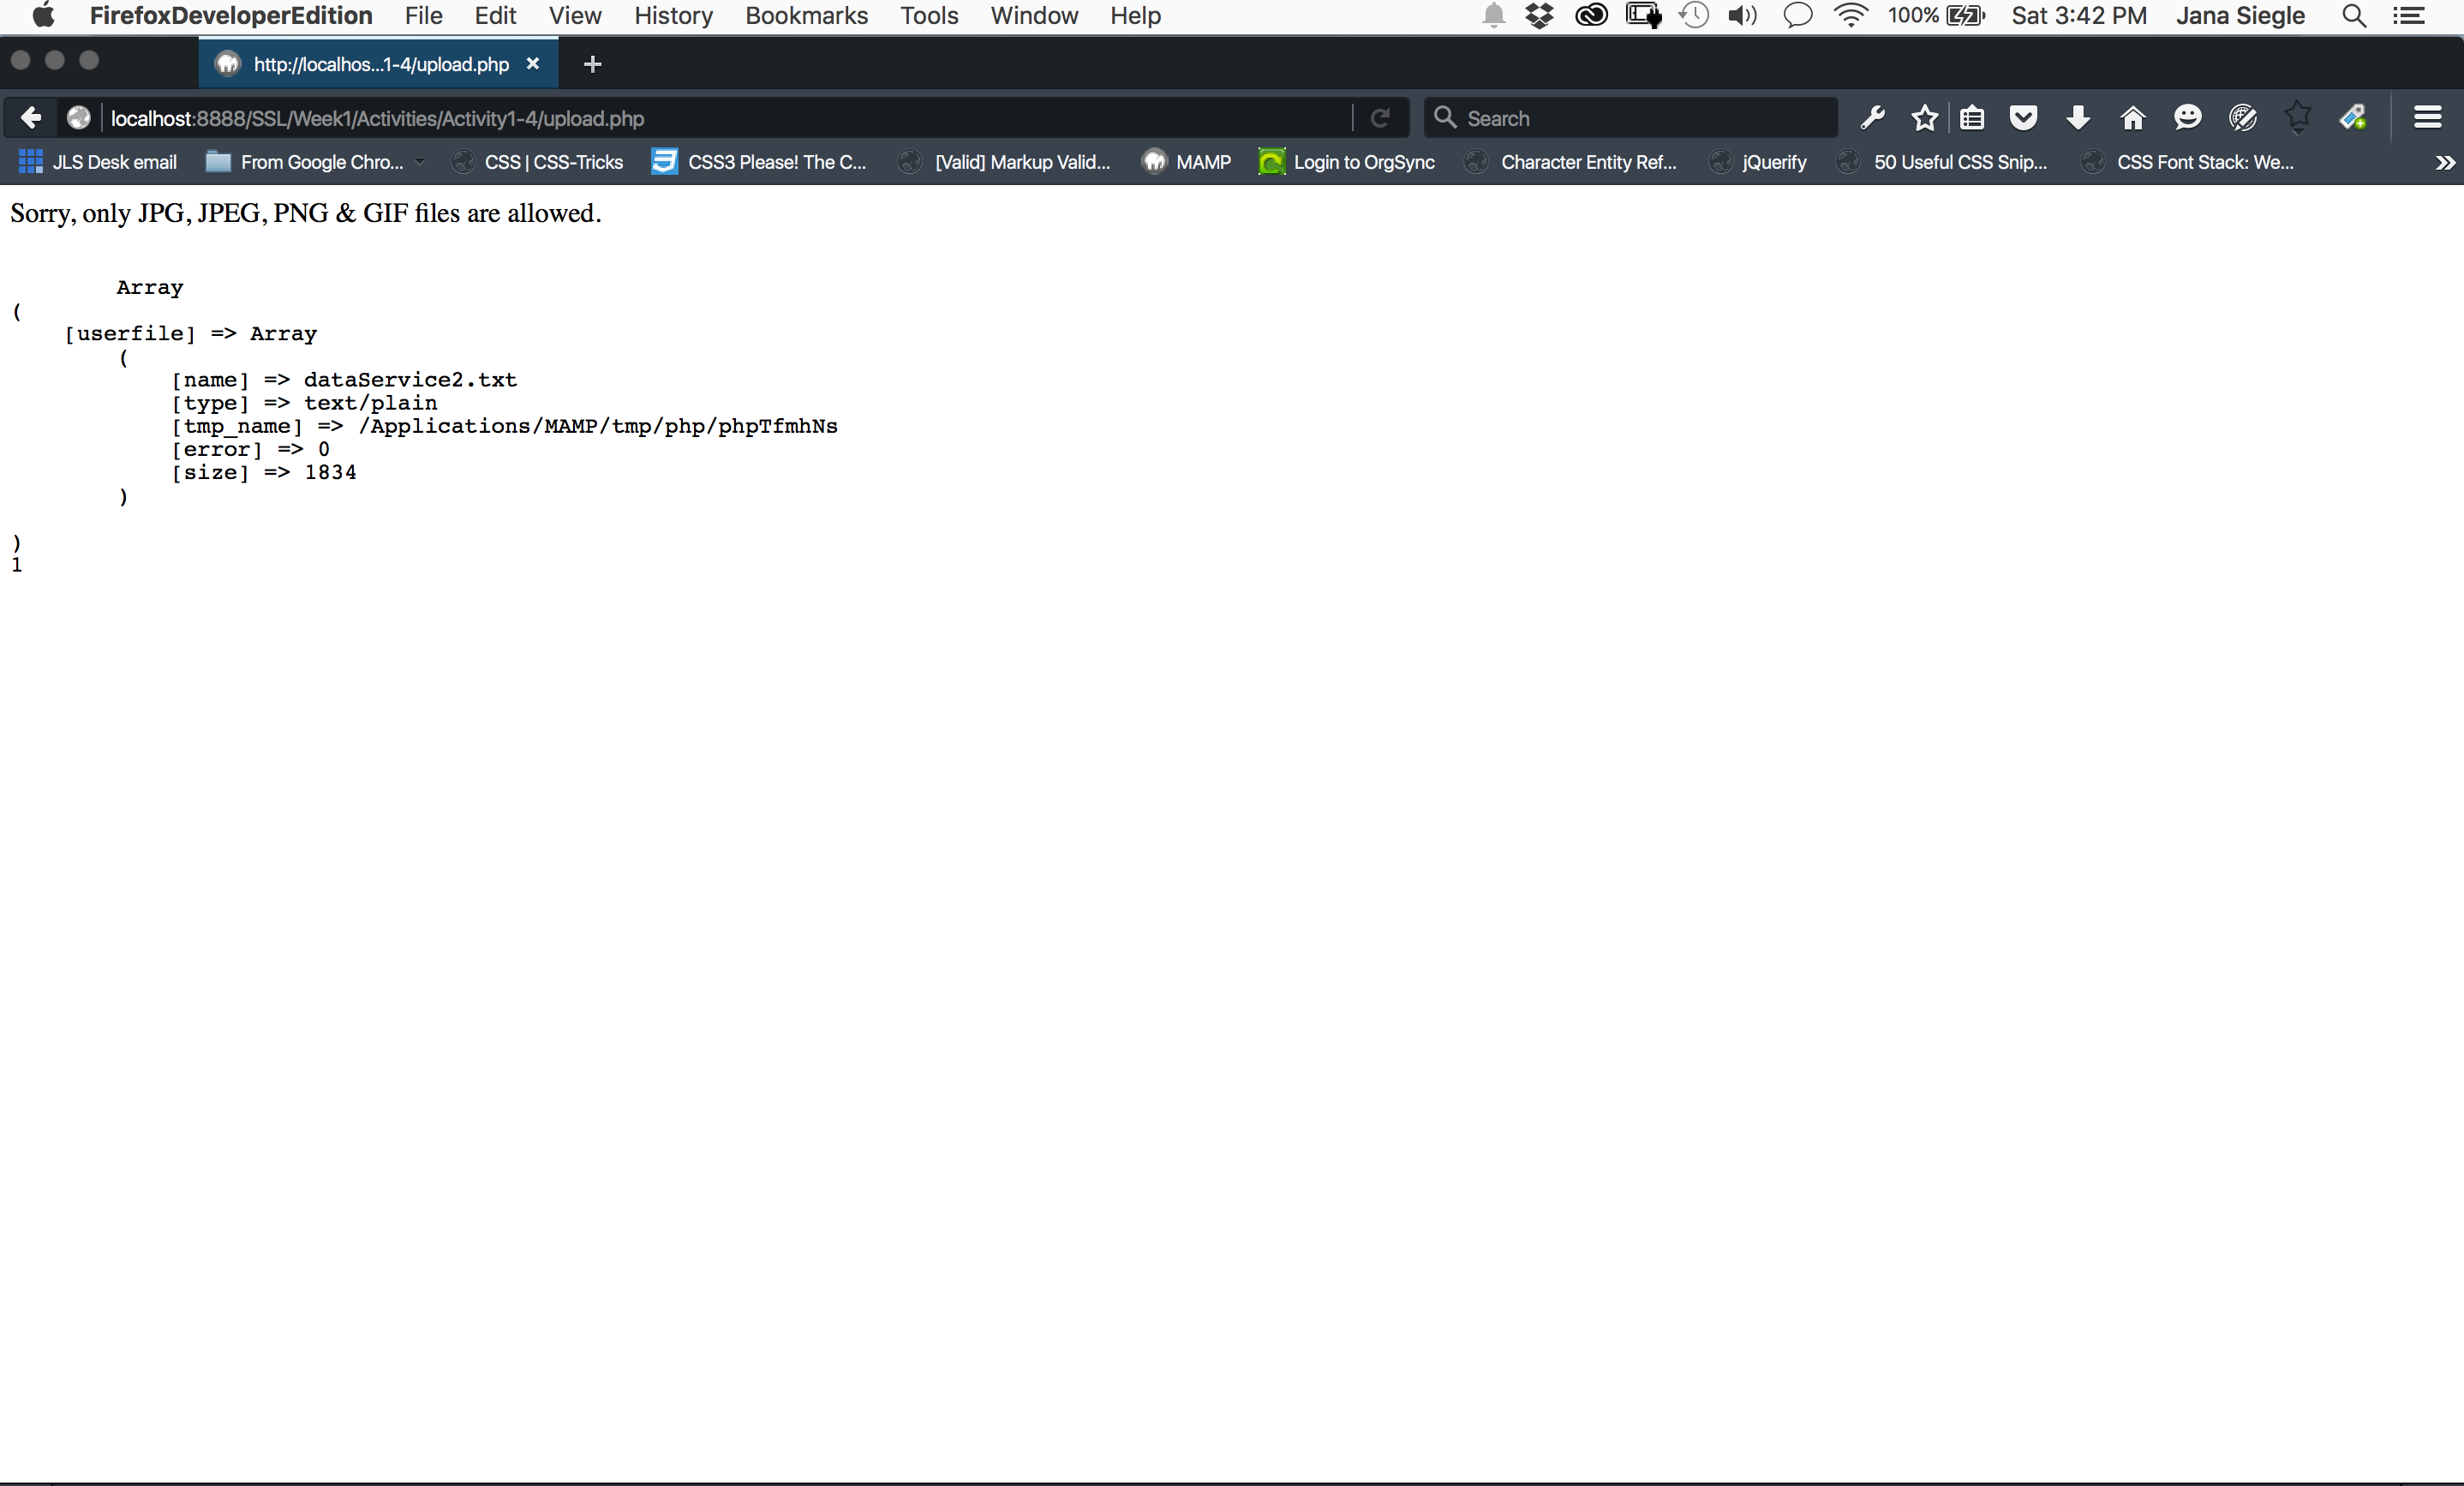 FirefoxDeveloperEdition File Edit View History Bookmarks Tools Window Help 100% Sat 3:42 PM Jana Siegle
http://localhos...1-4/upload.php
localhost:8888/SSL/Week1/Activities/Activity1-4/upload.php Search
JLS Desk email From Google Chro... CSS | CSS-Tricks CSS3 Please! The C... [Valid] Markup Valid... MAMP Login to OrgSync Character Entity Ref... jQuerify 50 Useful CSS Snip... CSS Font Stack: We...
Sorry, only JPG, JPEG, PNG & GIF files are allowed.
Array
(
[userfile] => Array
(
[name] => dataService2.txt
[type] => text/plain
[tmp_name] => /Applications/MAMP/tmp/php/phpTfmhNs
[error] => 0
[size] => 1834
)
)
1